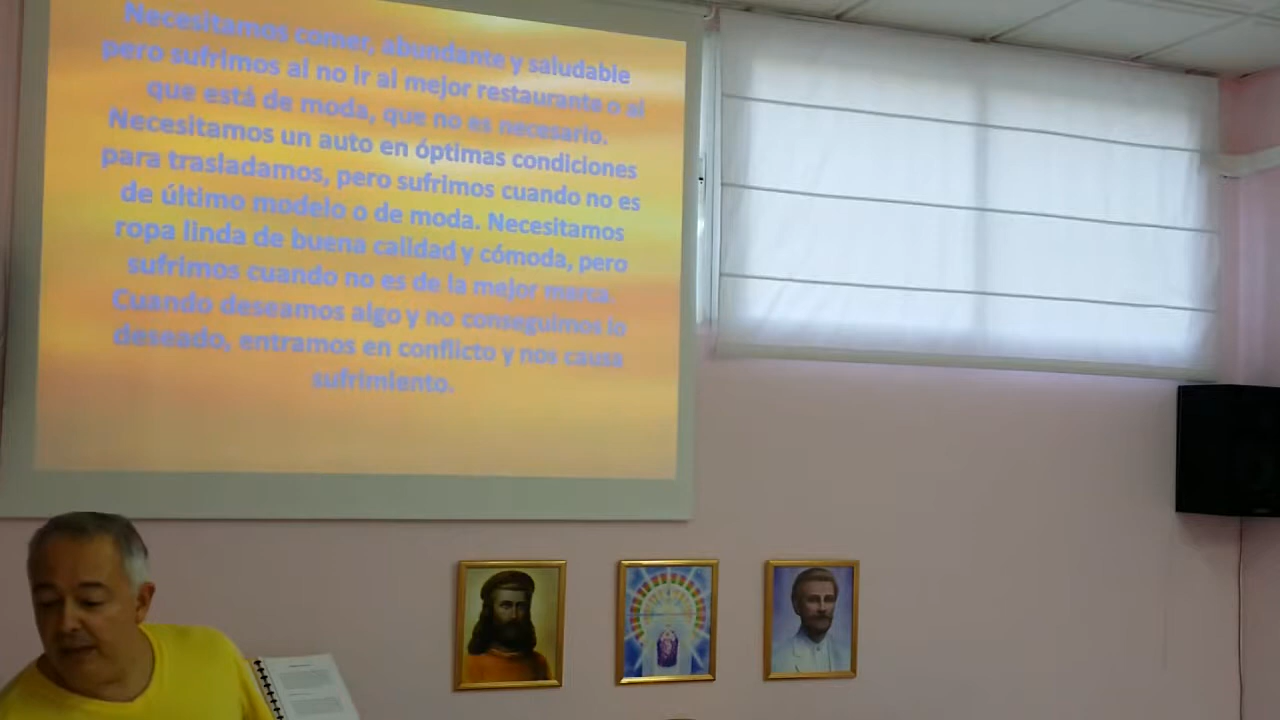 Necesitamos comer, abundante y saludable
pero sufrimos al no ir al mejor restaurante o al
que está de moda, que no es necesario.
Necesitamos un auto en óptimas condiciones
para trasladarnos, pero sufrimos cuando no es
de último modelo o de moda. Necesitamos
ropa linda de buena calidad y cómoda, pero
sufrimos cuando no es de la mejor marca.
Cuando deseamos algo y no conseguimos lo
deseado, entramos en conflicto y nos causa
sufrimiento.